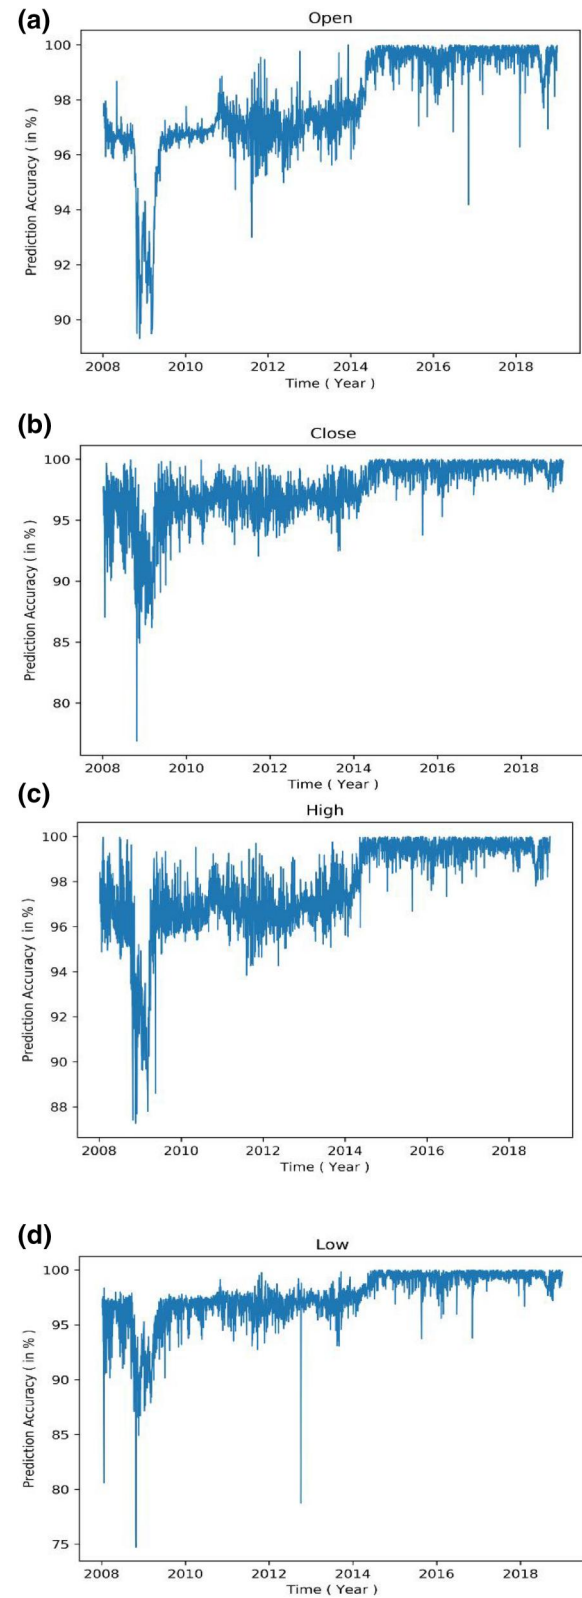 (a)
Open
Prediction Accuracy ( in % )
100
98
96
94
92
90
2008 2010 2012 2014 2016 2018
Time ( Year )
(b)
Close
Prediction Accuracy ( in % )
100
95
90
85
80
2008 2010 2012 2014 2016 2018
Time ( Year )
(c)
High
Prediction Accuracy ( in % )
100
98
96
94
92
90
88
2008 2010 2012 2014 2016 2018
Time ( Year )
(d)
Low
Prediction Accuracy ( in % )
100
95
90
85
80
75
2008 2010 2012 2014 2016 2018
Time ( Year )